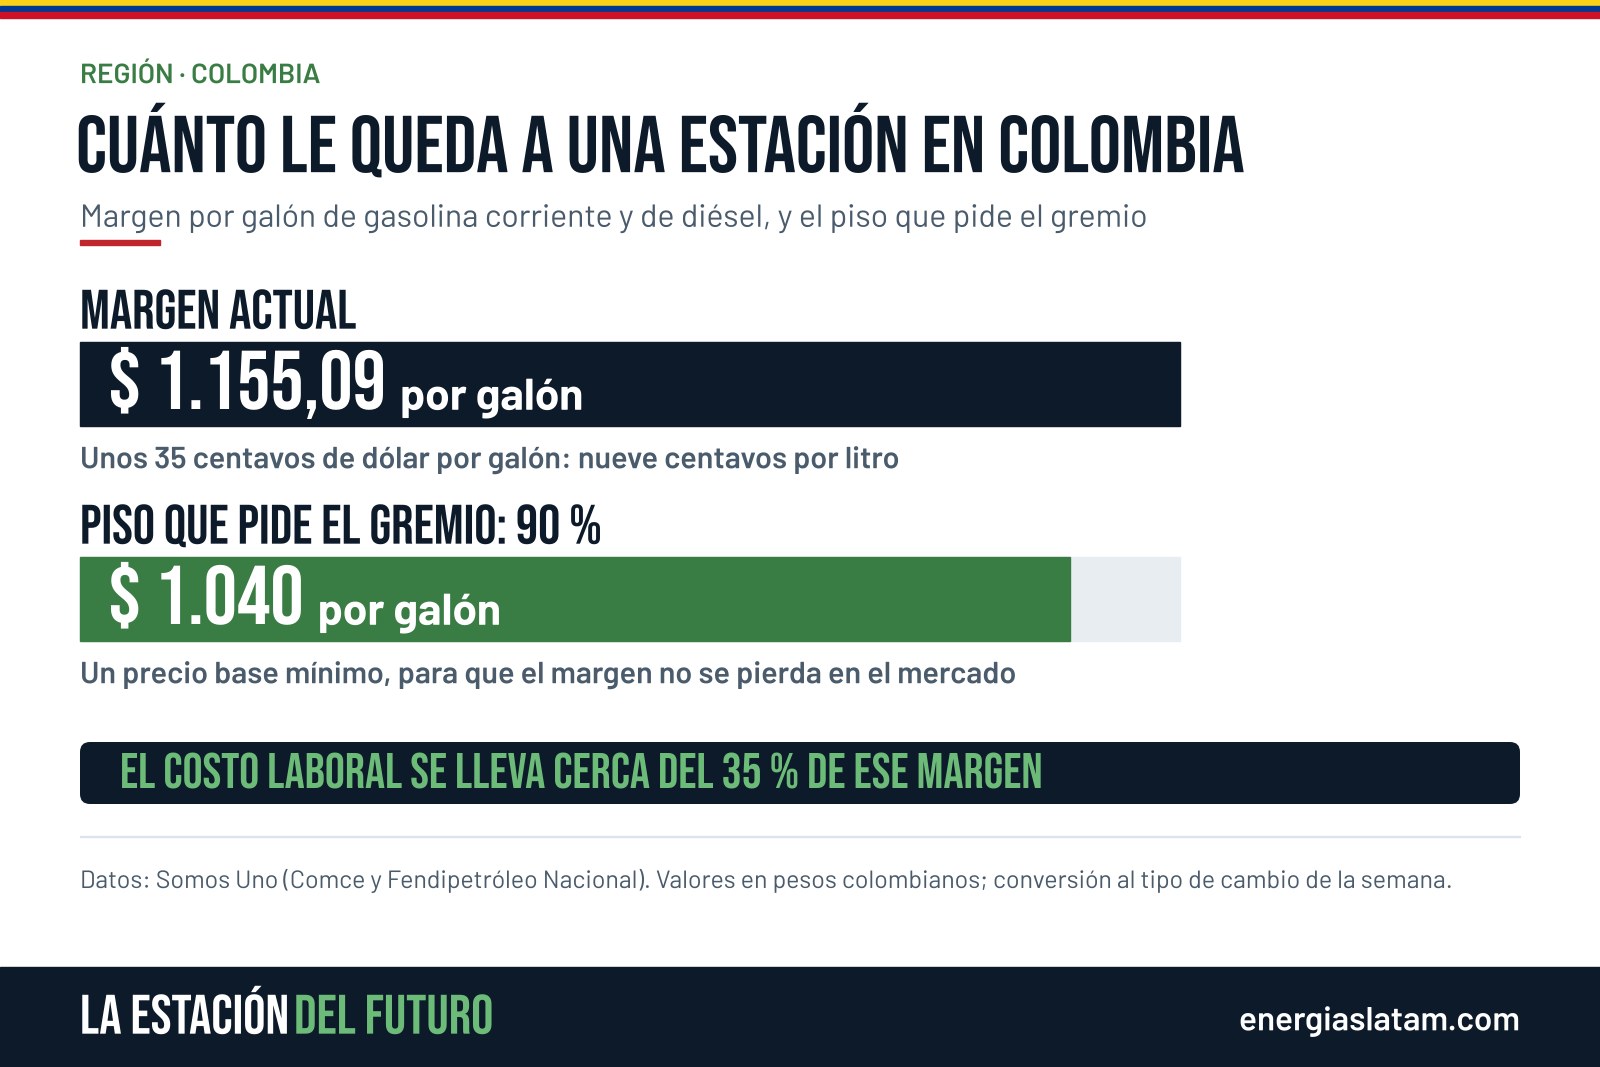 REGIÓN · COLOMBIA
CUÁNTO LE QUEDA A UNA ESTACIÓN EN COLOMBIA
Margen por galón de gasolina corriente y de diésel, y el piso que pide el gremio
MARGEN ACTUAL
$ 1.155,09 por galón
Unos 35 centavos de dólar por galón: nueve centavos por litro
PISO QUE PIDE EL GREMIO: 90 %
$ 1.040 por galón
Un precio base mínimo, para que el margen no se pierda en el mercado
EL COSTO LABORAL SE LLEVA CERCA DEL 35 % DE ESE MARGEN
Datos: Somos Uno (Comce y Fendipetróleo Nacional). Valores en pesos colombianos; conversión al tipo de cambio de la semana.
LA ESTACIÓN DEL FUTURO
energiaslatam.com